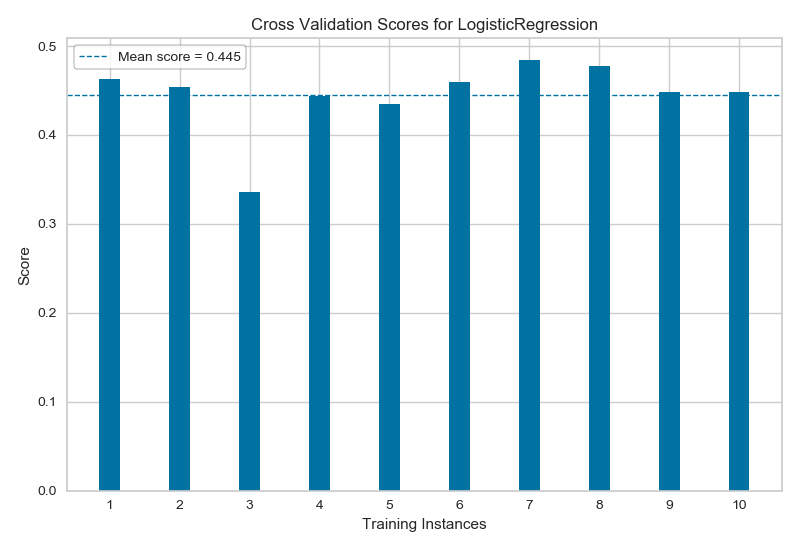 Cross Validation Scores for LogisticRegression
Mean score = 0.445
0.5
0.4
0.3
0.2
0.1
0.0
Score
1 2 3 4 5 6 7 8 9 10
Training Instances